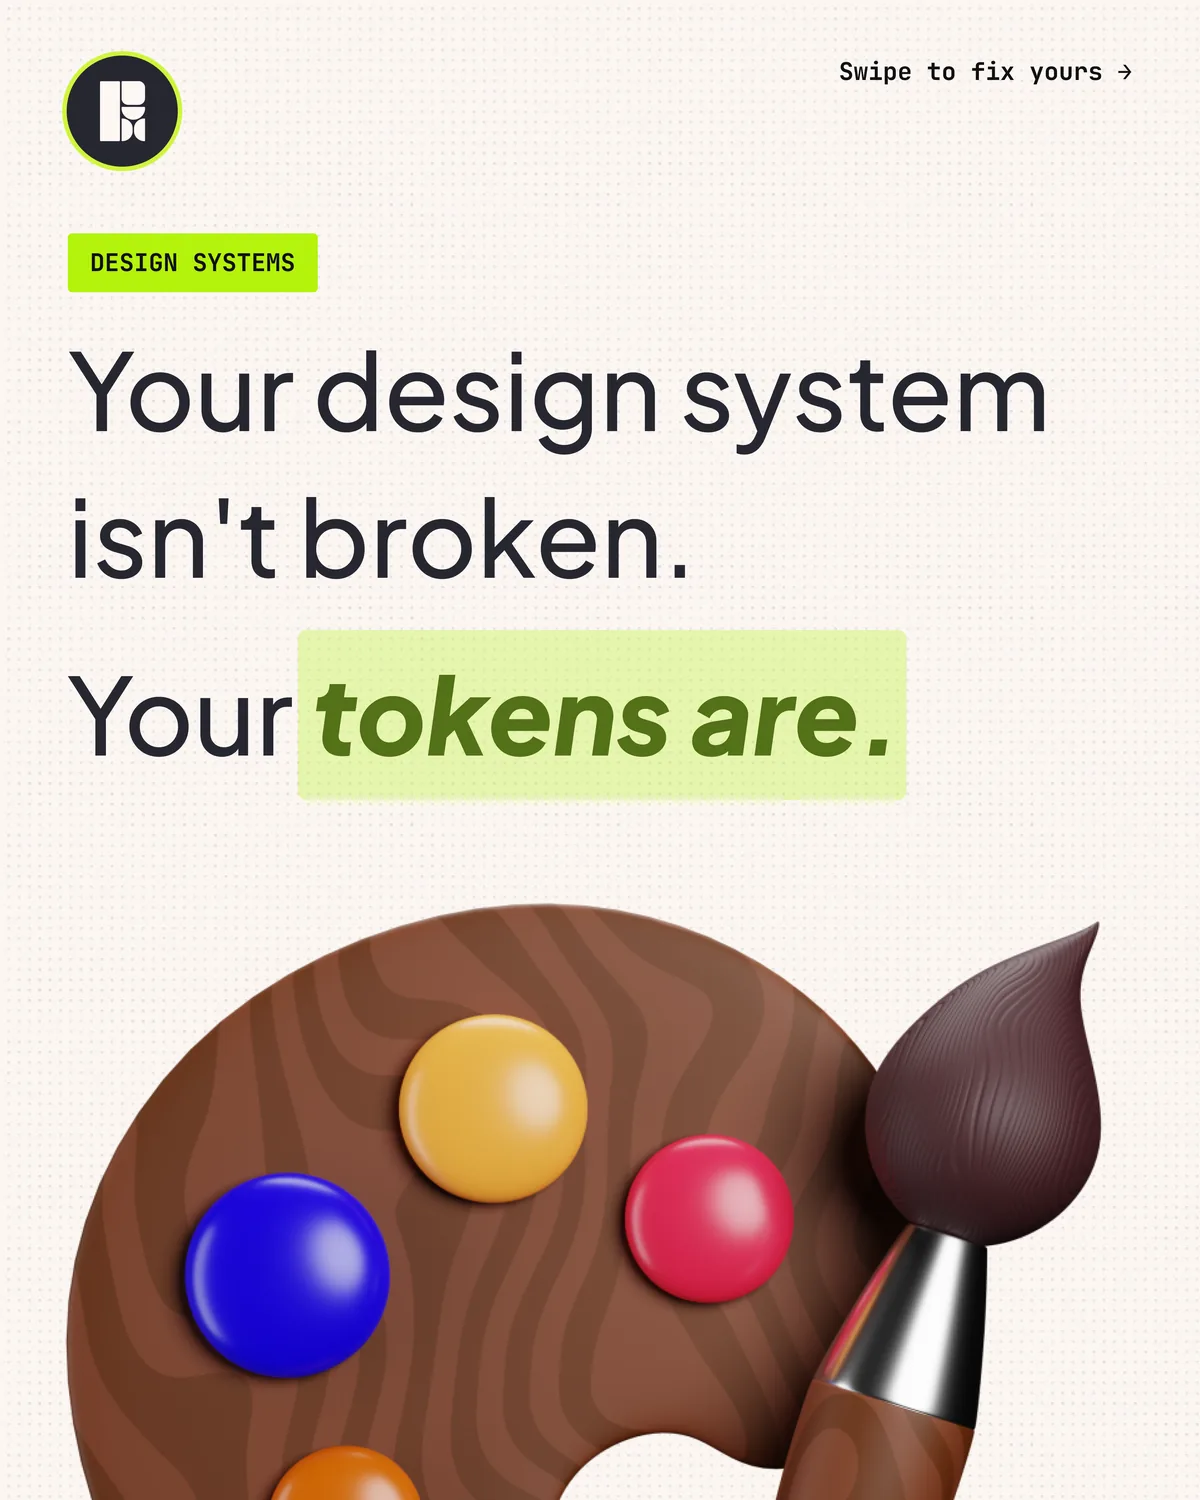 Swipe to fix yours →
DESIGN SYSTEMS
Your design system
isn't broken.
Your tokens are.